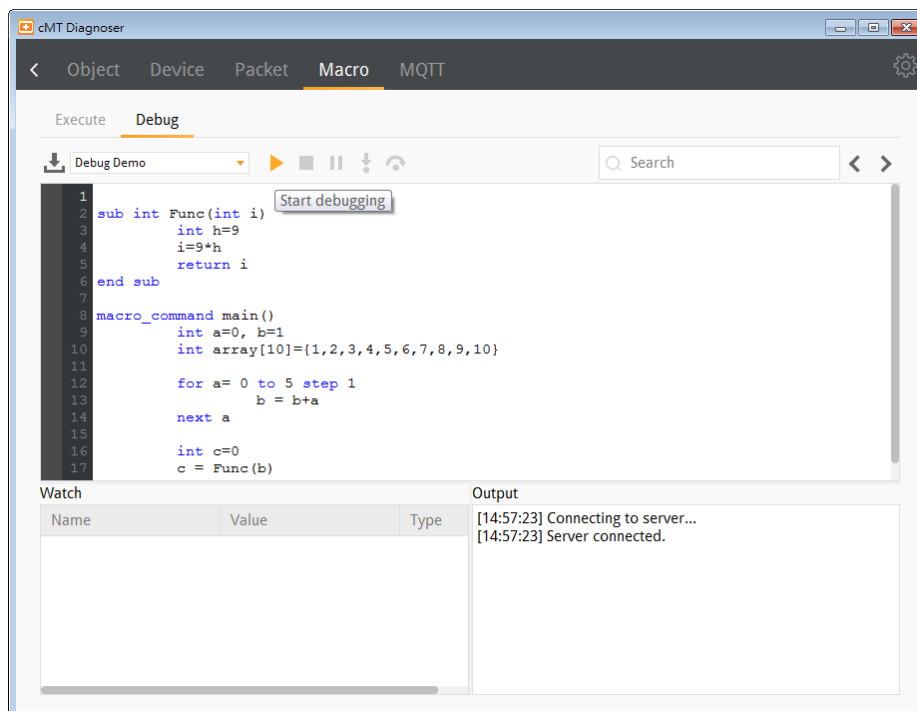 cMT Diagnoser
Object Device Packet Macro MQTT
Execute Debug
Debug Demo Search
Start debugging
1
2 sub int Func(int i)
3 int h=9
4 i=9*h
5 return i
6 end sub
7
8 macro_command main()
9 int a=0, b=1
10 int array[10]={1,2,3,4,5,6,7,8,9,10}
11
12 for a= 0 to 5 step 1
13 b = b+a
14 next a
15
16 int c=0
17 c = Func(b)
Watch
Name Value Type
Output
[14:57:23] Connecting to server...
[14:57:23] Server connected.